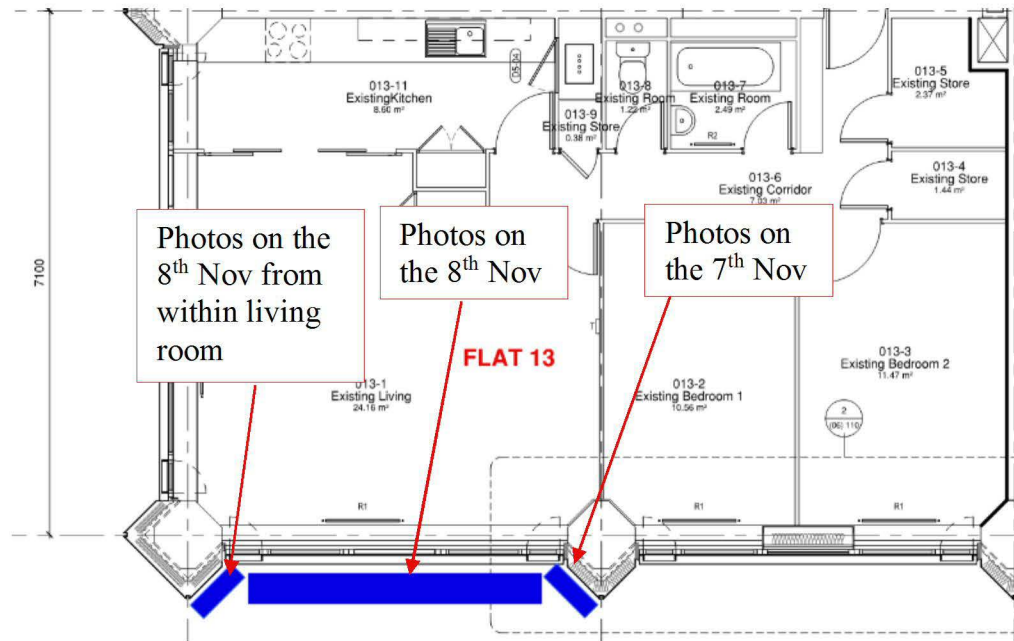 05-04
013-11
ExistingKitchen
8.60 m²
013-8
Existing Room
1.22 m²
013-7
Existing Room
2.49 m²
013-5
Existing Store
2.37 m²
013-9
Existing Store
0.38 m²
R2
013-4
Existing Store
1.44 m²
013-6
Existing Corridor
7.03 m²
7100
Photos on the
8th Nov from
within living
room
Photos on
the 8th Nov
Photos on
the 7th Nov
T
FLAT 13
013-1
Existing Living
24.16 m²
013-2
Existing Bedroom 1
10.56 m²
013-3
Existing Bedroom 2
11.47 m²
2
(06) 110
R1
R1
R1